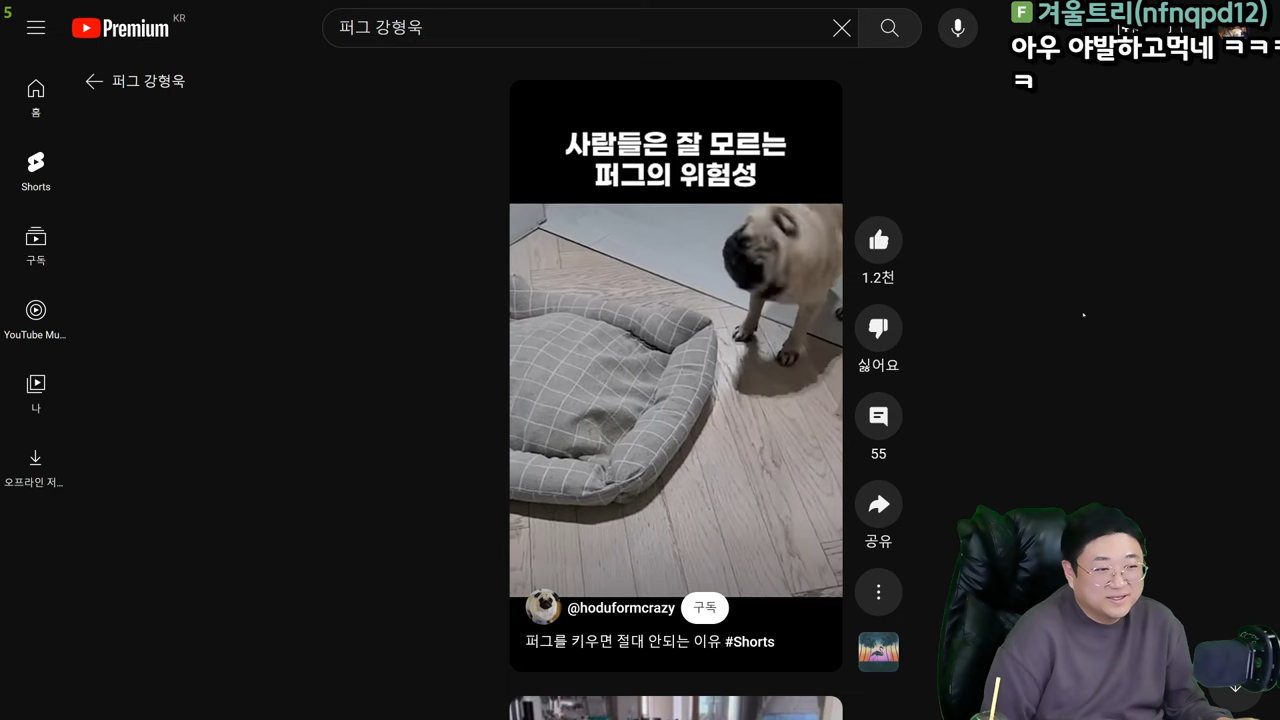 5
Premium KR
퍼그 강형욱
F 겨울트리(nfnqpd12)
아우 야발하고먹네 ㅋㅋㅋ
ㅋ
퍼그 강형욱
홈
Shorts
구독
YouTube Mu...
나
오프라인 저...
사람들은 잘 모르는
퍼그의 위험성
1.2천
싫어요
55
공유
@hoduformcrazy 구독
퍼그를 키우면 절대 안되는 이유 #Shorts